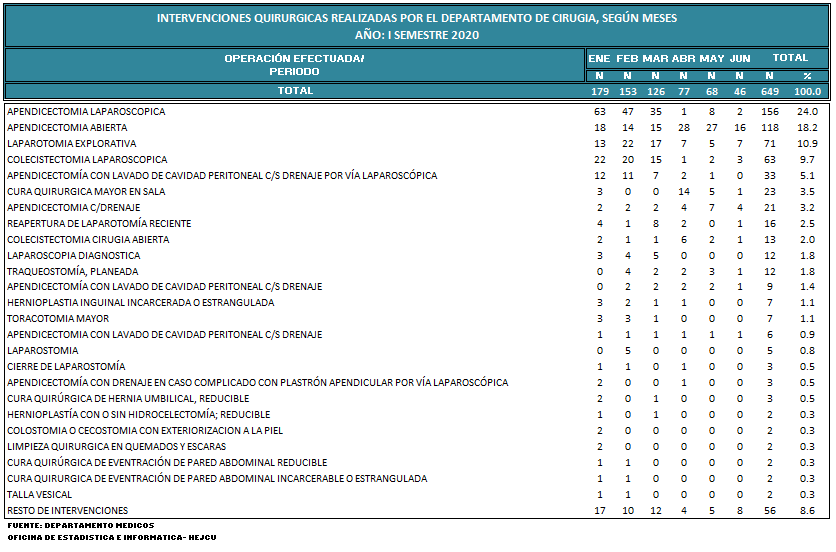 INTERVENCIONES QUIRURGICAS REALIZADAS POR EL DEPARTAMENTO DE CIRUGIA, SEGÚN MESES
AÑO: I SEMESTRE 2020
OPERACIÓN EFECTUADA/ PERIODO ENE FEB MAR ABR MAY JUN TOTAL
N N N N N N N %
TOTAL 179 153 126 77 68 46 649 100.0
APENDICECTOMIA LAPAROSCOPICA 63 47 35 1 8 2 156 24.0
APENDICECTOMIA ABIERTA 18 14 15 28 27 16 118 18.2
LAPAROTOMIA EXPLORATIVA 13 22 17 7 5 7 71 10.9
COLECISTECTOMIA LAPAROSCOPICA 22 20 15 1 2 3 63 9.7
APENDICECTOMÍA CON LAVADO DE CAVIDAD PERITONEAL C/S DRENAJE POR VÍA LAPAROSCÓPICA 12 11 7 2 1 0 33 5.1
CURA QUIRURGICA MAYOR EN SALA 3 0 0 14 5 1 23 3.5
APENDICECTOMIA C/DRENAJE 2 2 2 4 7 4 21 3.2
REAPERTURA DE LAPAROTOMÍA RECIENTE 4 1 8 2 0 1 16 2.5
COLECISTECTOMIA CIRUGIA ABIERTA 2 1 1 6 2 1 13 2.0
LAPAROSCOPIA DIAGNOSTICA 3 4 5 0 0 0 12 1.8
TRAQUEOSTOMÍA, PLANEADA 0 4 2 2 3 1 12 1.8
APENDICECTOMÍA CON LAVADO DE CAVIDAD PERITONEAL C/S DRENAJE 0 2 2 2 2 1 9 1.4
HERNIOPLASTIA INGUINAL INCARCERADA O ESTRANGULADA 3 2 1 1 0 0 7 1.1
TORACOTOMIA MAYOR 3 3 1 0 0 0 7 1.1
APENDICECTOMIA CON LAVADO DE CAVIDAD PERITONEAL C/S DRENAJE 1 1 1 1 1 1 6 0.9
LAPAROSTOMIA 0 5 0 0 0 0 5 0.8
CIERRE DE LAPAROSTOMÍA 1 1 0 1 0 0 3 0.5
APENDICECTOMÍA CON DRENAJE EN CASO COMPLICADO CON PLASTRÓN APENDICULAR POR VÍA LAPAROSCÓPICA 2 0 0 1 0 0 3 0.5
CURA QUIRÚRGICA DE HERNIA UMBILICAL, REDUCIBLE 2 0 1 0 0 0 3 0.5
HERNIOPLASTÍA CON O SIN HIDROCELECTOMÍA; REDUCIBLE 1 0 1 0 0 0 2 0.3
COLOSTOMIA O CECOSTOMIA CON EXTERIORIZACION A LA PIEL 2 0 0 0 0 0 2 0.3
LIMPIEZA QUIRURGICA EN QUEMADOS Y ESCARAS 2 0 0 0 0 0 2 0.3
CURA QUIRÚRGICA DE EVENTRACIÓN DE PARED ABDOMINAL REDUCIBLE 1 1 0 0 0 0 2 0.3
CURA QUIRURGICA DE EVENTRACIÓN DE PARED ABDOMINAL INCARCERABLE O ESTRANGULADA 1 1 0 0 0 0 2 0.3
TALLA VESICAL 1 1 0 0 0 0 2 0.3
RESTO DE INTERVENCIONES 17 10 12 4 5 8 56 8.6
FUENTE: DEPARTAMENTO MEDICOS
OFICINA DE ESTADISTICA E INFORMATICA- HEJCU